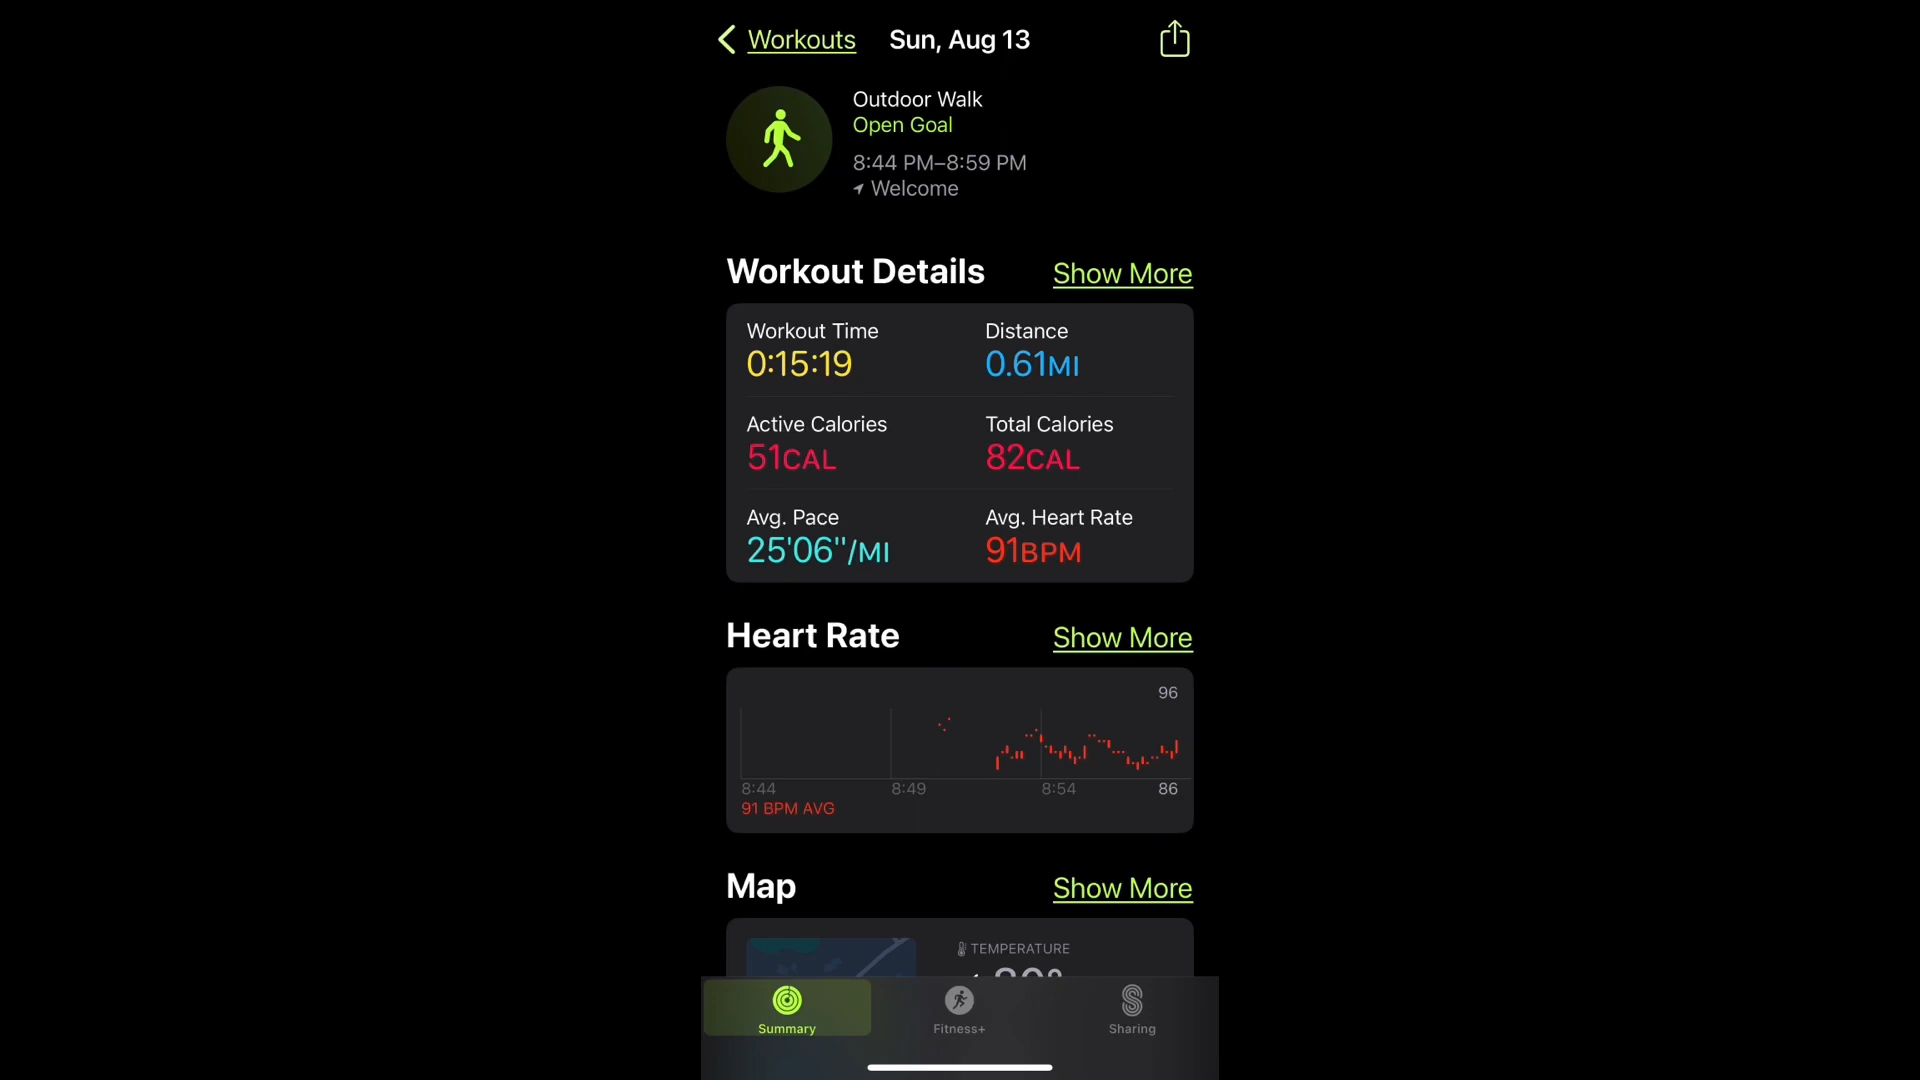 Workouts
Sun, Aug 13
Outdoor Walk
Open Goal
8:44 PM–8:59 PM
Welcome
Workout Details
Show More
Workout Time
Distance
0:15:19
0.61MI
Active Calories
Total Calories
51CAL
82CAL
Avg. Pace
Avg. Heart Rate
25'06"/MI
91BPM
Heart Rate
Show More
96
8:44
8:49
8:54
86
91 BPM AVG
Map
Show More
TEMPERATURE
Summary
Fitness+
Sharing